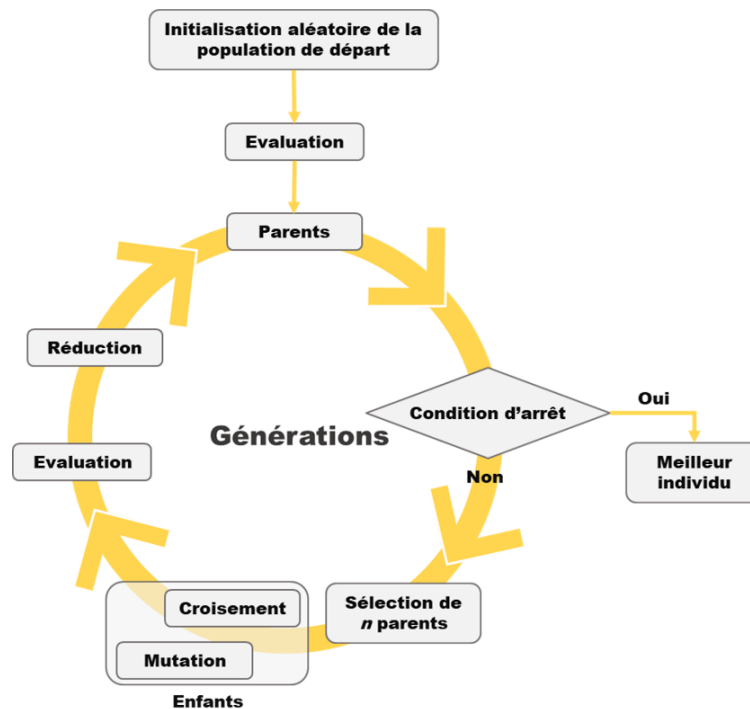 Initialisation aléatoire de la
population de départ
Evaluation
Parents
Réduction
Condition d'arrêt
Oui
Générations
Evaluation
Meilleur
individu
Non
Sélection de
n parents
Croisement
Mutation
Enfants